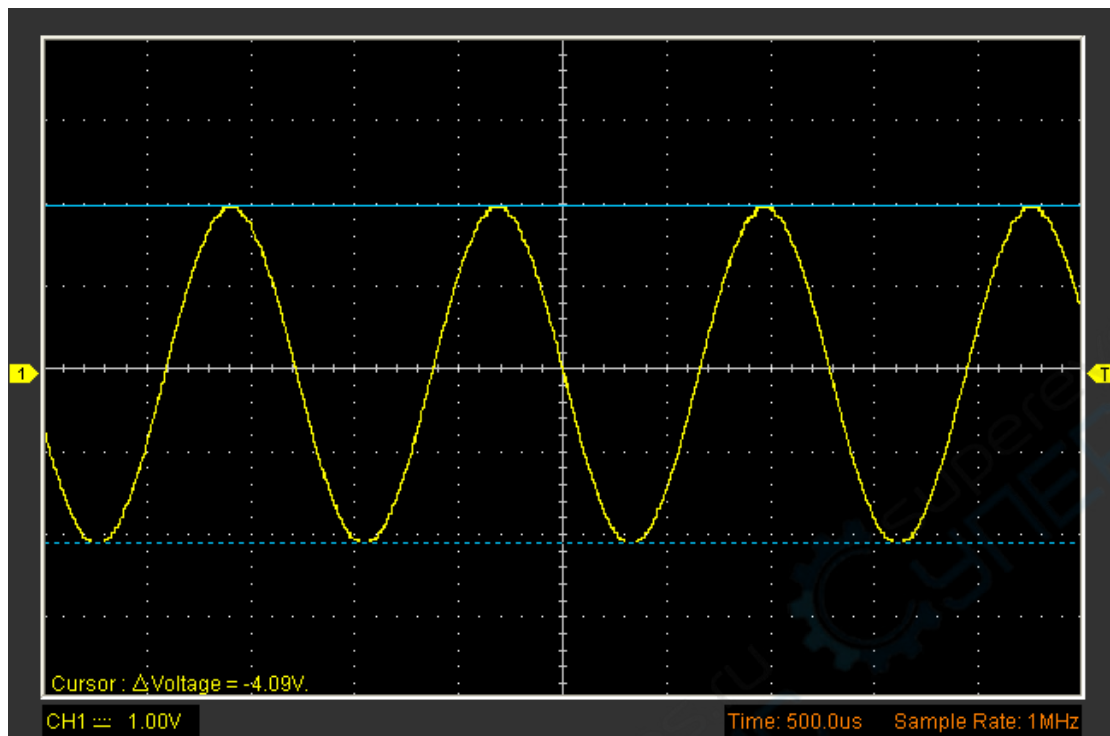 1
T
Cursor : △Voltage = -4.09V.
CH1 1.00V
Time: 500.0us Sample Rate: 1MHz